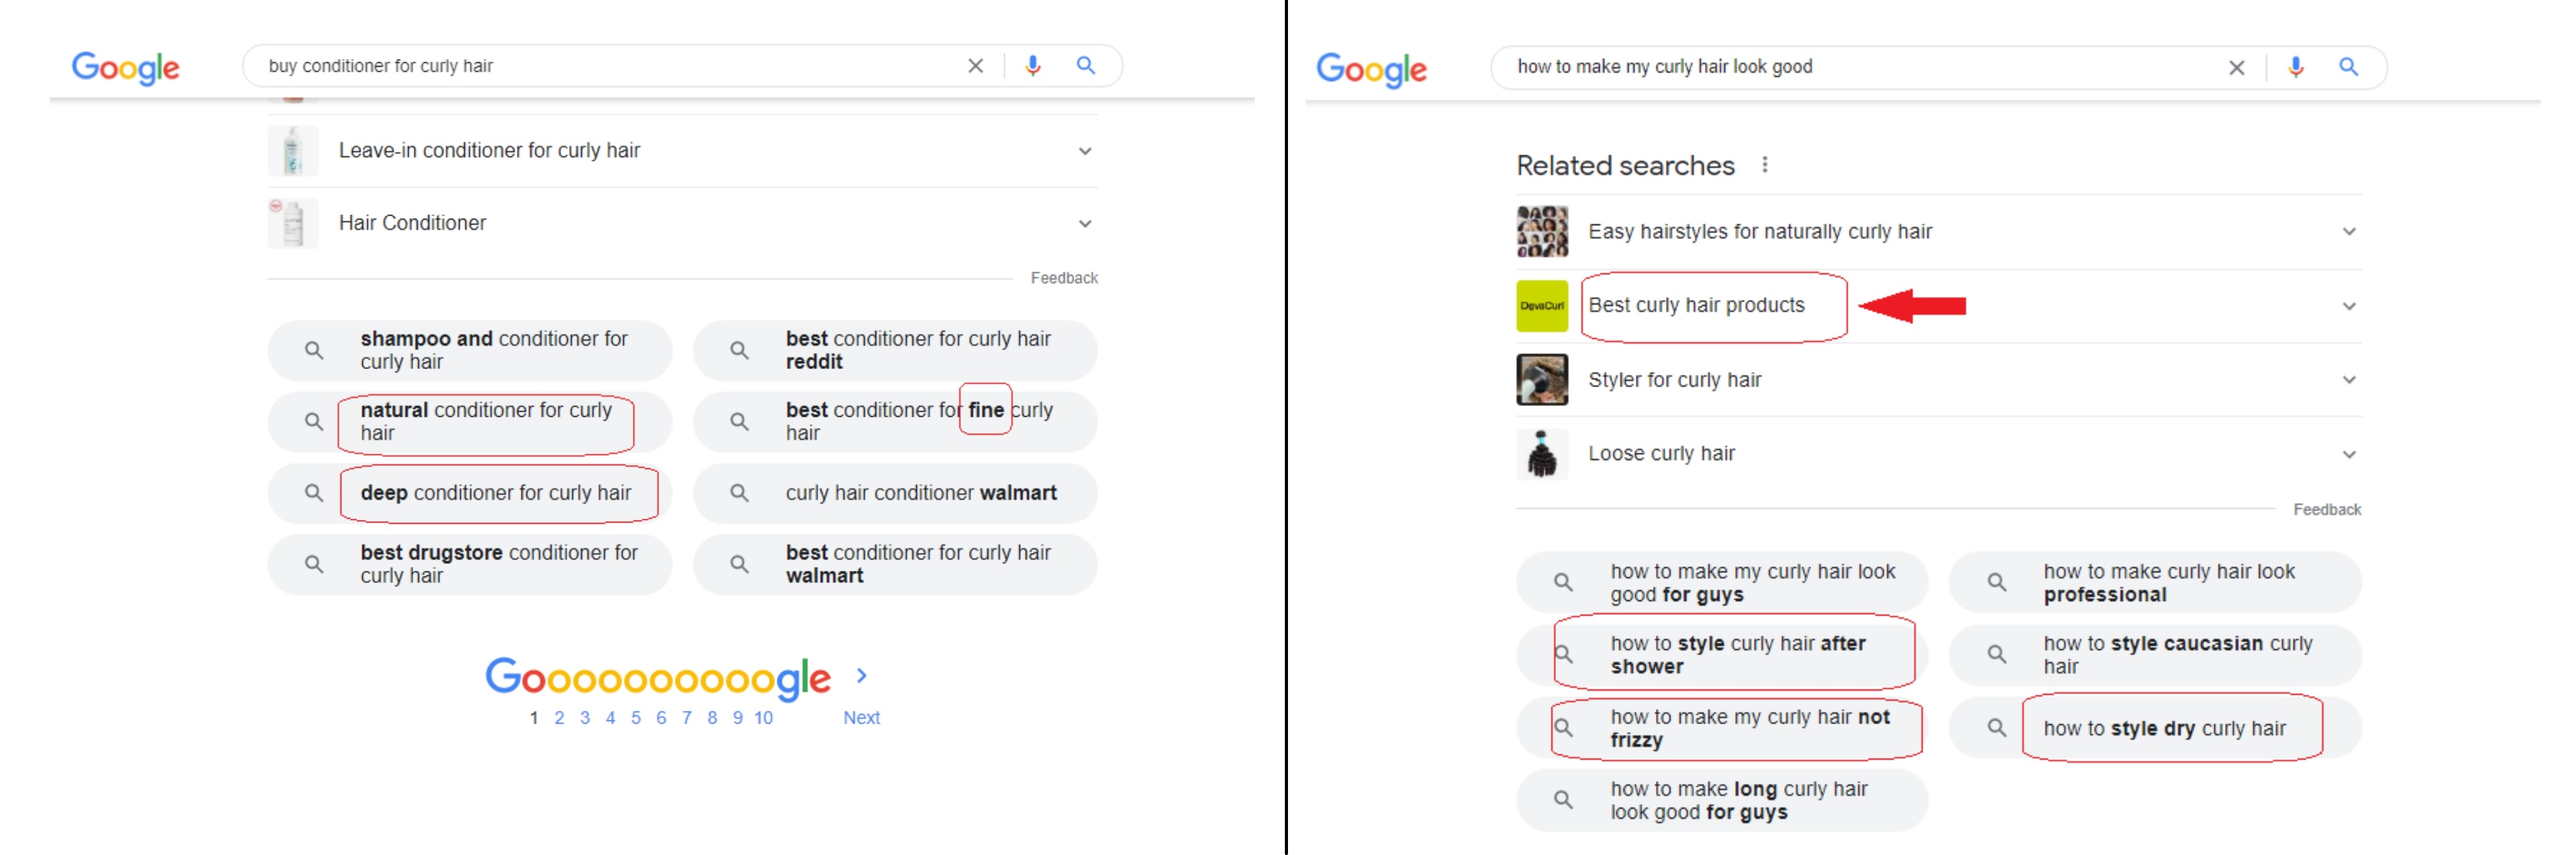 Google
buy conditioner for curly hair
Leave-in conditioner for curly hair
Hair Conditioner
Feedback
shampoo and conditioner for
curly hair
best conditioner for curly hair
reddit
natural conditioner for curly
hair
best conditioner for fine curly
hair
deep conditioner for curly hair
curly hair conditioner walmart
best drugstore conditioner for
curly hair
best conditioner for curly hair
walmart
Goooooooooogle >
1 2 3 4 5 6 7 8 9 10 Next
Google
how to make my curly hair look good
Related searches
Easy hairstyles for naturally curly hair
DevaCurl
Best curly hair products
Styler for curly hair
Loose curly hair
Feedback
how to make my curly hair look
good for guys
how to make curly hair look
professional
how to style curly hair after
shower
how to style caucasian curly
hair
how to make my curly hair not
frizzy
how to style dry curly hair
how to make long curly hair
look good for guys